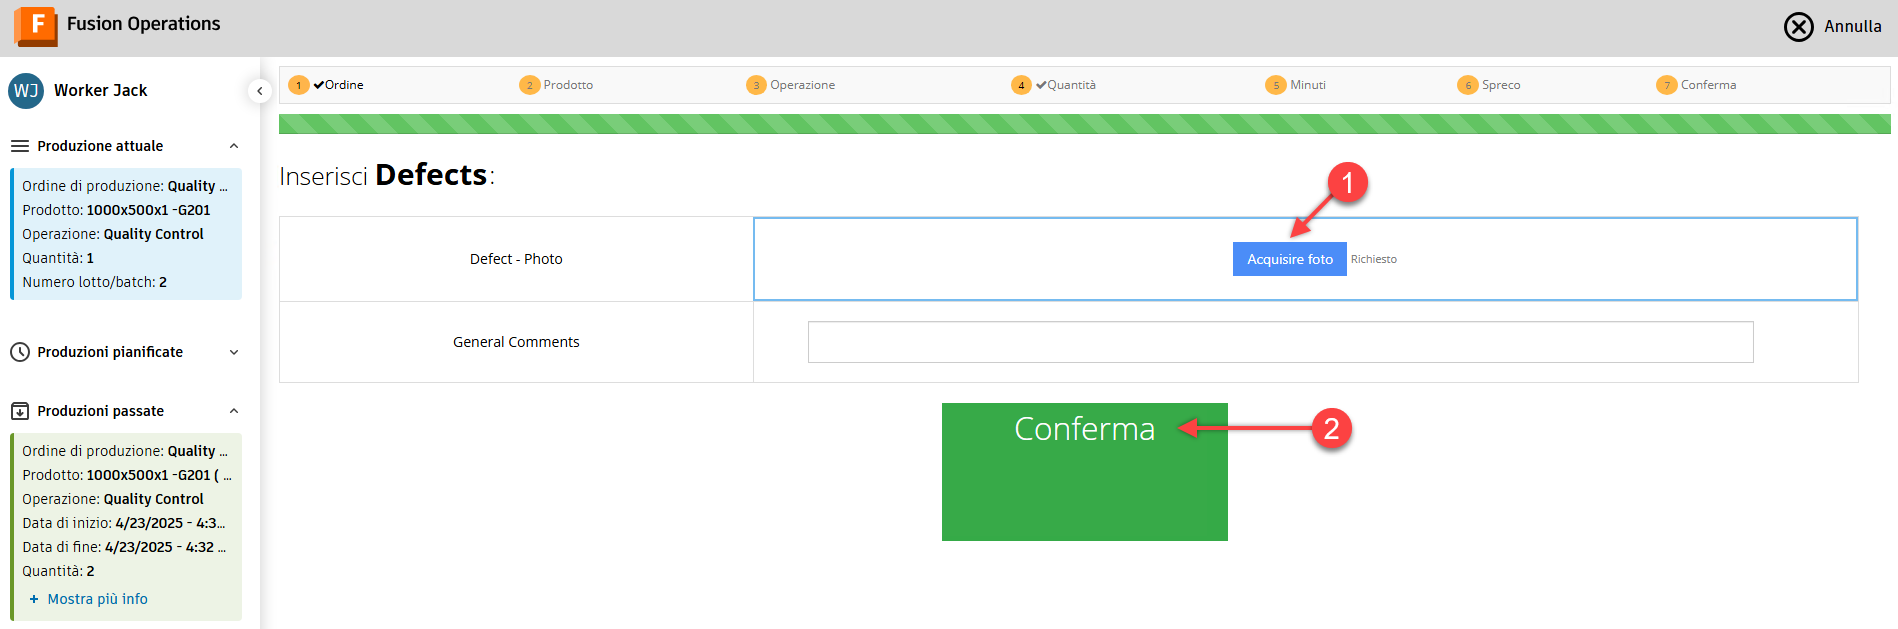 F Fusion Operations
Annulla
WJ Worker Jack
1 Ordine
2 Prodotto
3 Operazione
4 Quantità
5 Minuti
6 Spreco
7 Conferma
Produzione attuale
Ordine di produzione: Quality ...
Prodotto: 1000x500x1 -G201
Operazione: Quality Control
Quantità: 1
Numero lotto/batch: 2
Produzioni pianificate
Produzioni passate
Ordine di produzione: Quality ...
Prodotto: 1000x500x1 -G201 ( ...
Operazione: Quality Control
Data di inizio: 4/23/2025 - 4:3...
Data di fine: 4/23/2025 - 4:32 ...
Quantità: 2
+ Mostra più info
Inserisci Defects:
1
Defect - Photo
Acquisire foto Richiesto
General Comments
Conferma
2